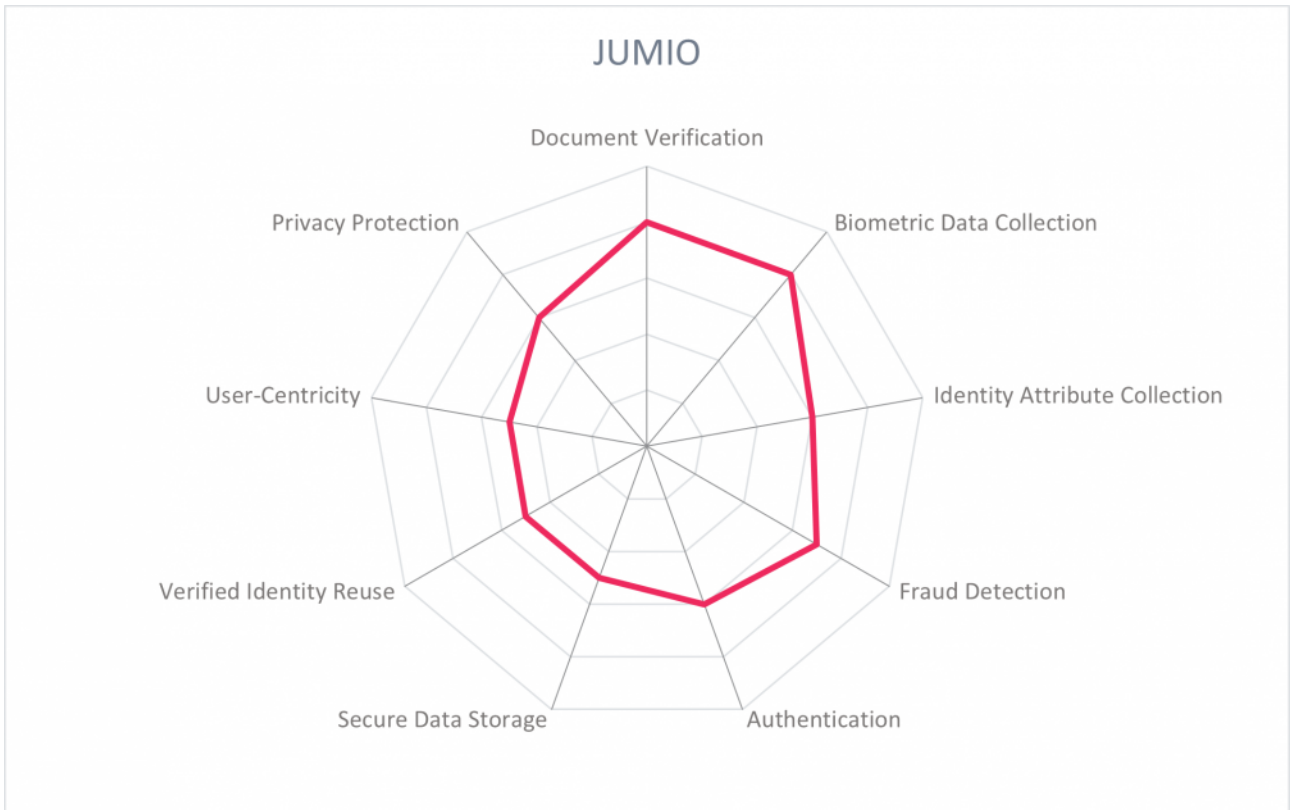 JUMIO
Document Verification
Privacy Protection
Biometric Data Collection
User-Centricity
Identity Attribute Collection
Verified Identity Reuse
Fraud Detection
Secure Data Storage
Authentication